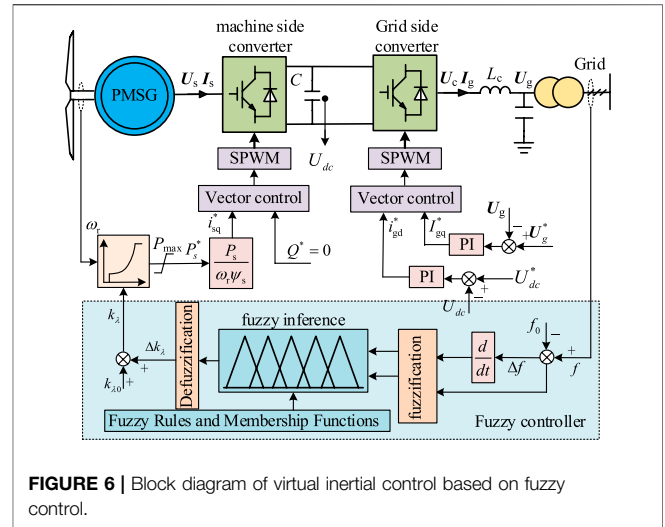 machine side
converter
Grid side
converter
PMSG
U_s I_s
C
U_c I_g
L_c
U_g
Grid
SPWM
U_dc
SPWM
Vector control
Vector control
i*_sq
i*_gd
I*_gq
U_g
−
+
U*_g
PI
ω_r
P_max
P*_s
P_s
ω_r ψ_s
Q* = 0
PI
U*_dc
U_dc
−
+
k_λ
Δk_λ
+
k_λ0
+
Defuzzification
fuzzy inference
fuzzification
d
dt
Δf
f_0
−
+
f
Fuzzy Rules and Membership Functions
Fuzzy controller
FIGURE 6 | Block diagram of virtual inertial control based on fuzzy
control.